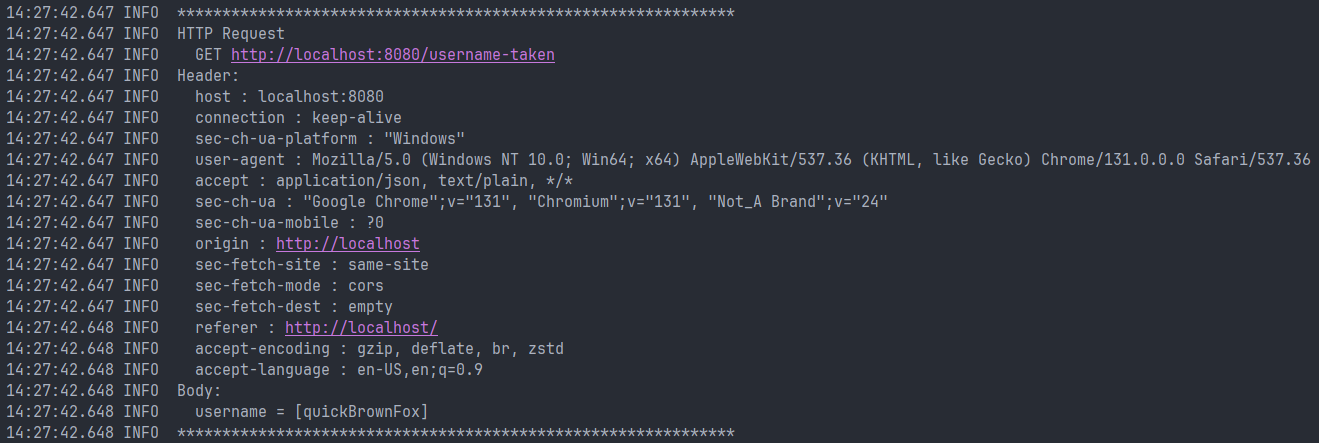 14:27:42.647 INFO  **************************************************************
14:27:42.647 INFO  HTTP Request
14:27:42.647 INFO    GET http://localhost:8080/username-taken
14:27:42.647 INFO  Header:
14:27:42.647 INFO    host : localhost:8080
14:27:42.647 INFO    connection : keep-alive
14:27:42.647 INFO    sec-ch-ua-platform : "Windows"
14:27:42.647 INFO    user-agent : Mozilla/5.0 (Windows NT 10.0; Win64; x64) AppleWebKit/537.36 (KHTML, like Gecko) Chrome/131.0.0.0 Safari/537.36
14:27:42.647 INFO    accept : application/json, text/plain, */*
14:27:42.647 INFO    sec-ch-ua : "Google Chrome";v="131", "Chromium";v="131", "Not_A Brand";v="24"
14:27:42.647 INFO    sec-ch-ua-mobile : ?0
14:27:42.647 INFO    origin : http://localhost
14:27:42.647 INFO    sec-fetch-site : same-site
14:27:42.647 INFO    sec-fetch-mode : cors
14:27:42.647 INFO    sec-fetch-dest : empty
14:27:42.648 INFO    referer : http://localhost/
14:27:42.648 INFO    accept-encoding : gzip, deflate, br, zstd
14:27:42.648 INFO    accept-language : en-US,en;q=0.9
14:27:42.648 INFO  Body:
14:27:42.648 INFO    username = [quickBrownFox]
14:27:42.648 INFO  **************************************************************